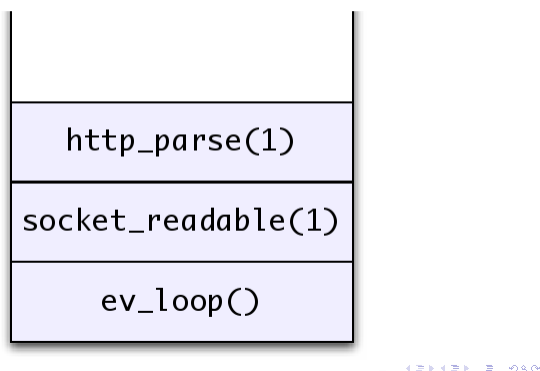 http_parse(1)
socket_readable(1)
ev_loop()